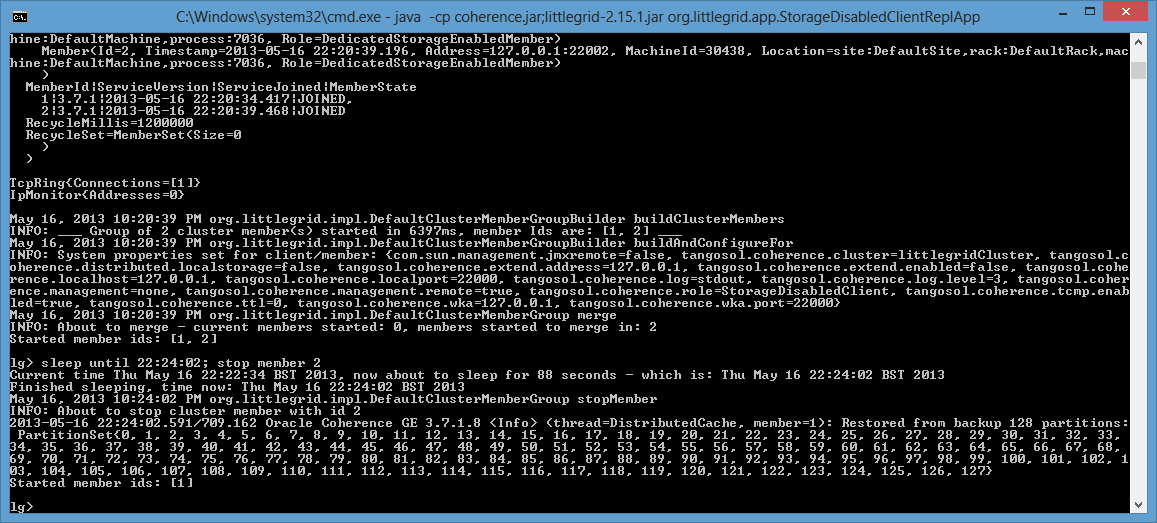 C:\Windows\system32\cmd.exe - java -cp coherence.jar;littlegrid-2.15.1.jar org.littlegrid.app.StorageDisabledClientReplApp
hine:DefaultMachine,process:7036, Role=DedicatedStorageEnabledMember)
Member(Id=2, Timestamp=2013-05-16 22:20:39.196, Address=127.0.0.1:22002, MachineId=30438, Location=site:DefaultSite,rack:DefaultRack,mac
hine:DefaultMachine,process:7036, Role=DedicatedStorageEnabledMember)
)
MemberId|ServiceVersion|ServiceJoined|MemberState
1|3.7.1|2013-05-16 22:20:34.417|JOINED,
2|3.7.1|2013-05-16 22:20:39.468|JOINED
RecycleMillis=1200000
RecycleSet=MemberSet(Size=0
)
)
TcpRing{Connections=[1]}
IpMonitor{Addresses=0}
May 16, 2013 10:20:39 PM org.littlegrid.impl.DefaultClusterMemberGroupBuilder buildClusterMembers
INFO: ___ Group of 2 cluster member(s) started in 6397ms, member Ids are: [1, 2] ___
May 16, 2013 10:20:39 PM org.littlegrid.impl.DefaultClusterMemberGroupBuilder buildAndConfigureFor
INFO: System properties set for client/member: {com.sun.management.jmxremote=false, tangosol.coherence.cluster=littlegridCluster, tangosol.c
oherence.distributed.localstorage=false, tangosol.coherence.extend.address=127.0.0.1, tangosol.coherence.extend.enabled=false, tangosol.cohe
rence.localhost=127.0.0.1, tangosol.coherence.localport=22000, tangosol.coherence.log=stdout, tangosol.coherence.log.level=3, tangosol.coher
ence.management=none, tangosol.coherence.management.remote=true, tangosol.coherence.role=StorageDisabledClient, tangosol.coherence.tcmp.enab
led=true, tangosol.coherence.ttl=0, tangosol.coherence.wka=127.0.0.1, tangosol.coherence.wka.port=22000}
May 16, 2013 10:20:39 PM org.littlegrid.impl.DefaultClusterMemberGroup merge
INFO: About to merge - current members started: 0, members started to merge in: 2
Started member ids: [1, 2]
lg> sleep until 22:24:02; stop member 2
Current time Thu May 16 22:22:34 BST 2013, now about to sleep for 88 seconds - which is: Thu May 16 22:24:02 BST 2013
Finished sleeping, time now: Thu May 16 22:24:02 BST 2013
May 16, 2013 10:24:02 PM org.littlegrid.impl.DefaultClusterMemberGroup stopMember
INFO: About to stop cluster member with id 2
2013-05-16 22:24:02.591/709.162 Oracle Coherence GE 3.7.1.8 <Info> (thread=DistributedCache, member=1): Restored from backup 128 partitions:
PartitionSet{0, 1, 2, 3, 4, 5, 6, 7, 8, 9, 10, 11, 12, 13, 14, 15, 16, 17, 18, 19, 20, 21, 22, 23, 24, 25, 26, 27, 28, 29, 30, 31, 32, 33,
34, 35, 36, 37, 38, 39, 40, 41, 42, 43, 44, 45, 46, 47, 48, 49, 50, 51, 52, 53, 54, 55, 56, 57, 58, 59, 60, 61, 62, 63, 64, 65, 66, 67, 68,
69, 70, 71, 72, 73, 74, 75, 76, 77, 78, 79, 80, 81, 82, 83, 84, 85, 86, 87, 88, 89, 90, 91, 92, 93, 94, 95, 96, 97, 98, 99, 100, 101, 102, 1
03, 104, 105, 106, 107, 108, 109, 110, 111, 112, 113, 114, 115, 116, 117, 118, 119, 120, 121, 122, 123, 124, 125, 126, 127}
Started member ids: [1]
lg>